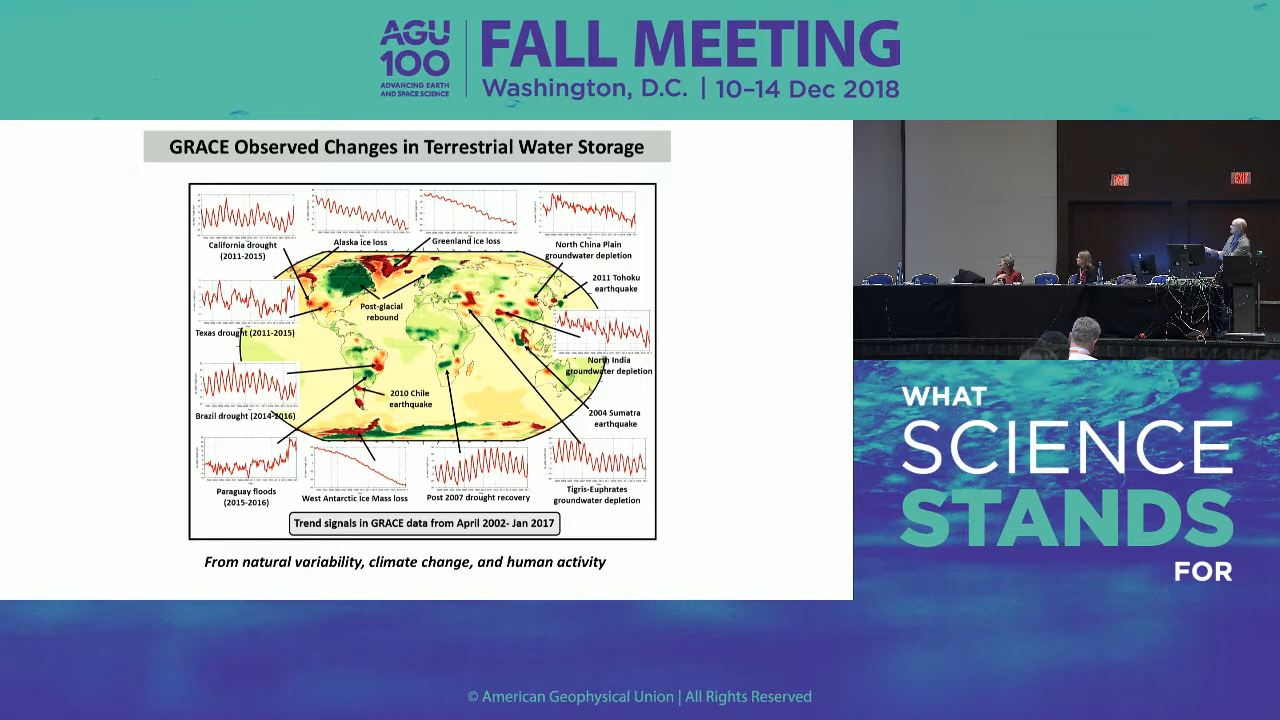 AGU
100
ADVANCING EARTH
AND SPACE SCIENCE
FALL MEETING
Washington, D.C. | 10–14 Dec 2018
GRACE Observed Changes in Terrestrial Water Storage
California drought
(2011-2015)
Alaska ice loss
Greenland ice loss
North China Plain
groundwater depletion
2011 Tohoku
earthquake
Post-glacial
rebound
Texas drought (2011-2015)
North India
groundwater depletion
2010 Chile
earthquake
Brazil drought (2014-2016)
2004 Sumatra
earthquake
Paraguay floods
(2015-2016)
West Antarctic Ice Mass loss
Post 2007 drought recovery
Tigris-Euphrates
groundwater depletion
Trend signals in GRACE data from April 2002- Jan 2017
From natural variability, climate change, and human activity
EXIT
EXIT
WHAT
SCIENCE
STANDS
FOR
© American Geophysical Union | All Rights Reserved